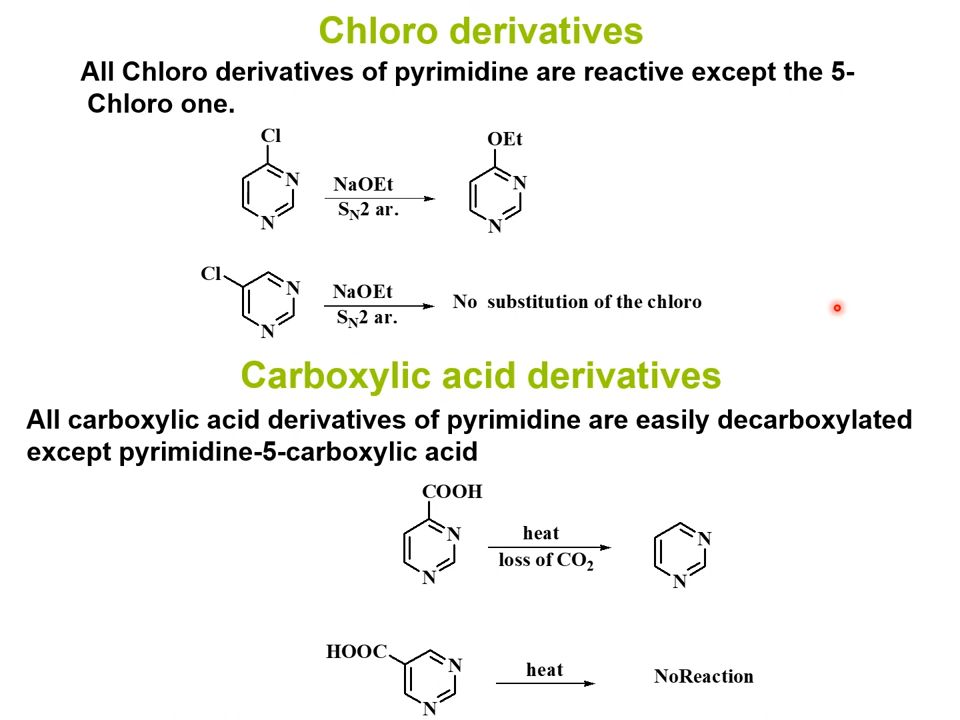 Chloro derivatives
All Chloro derivatives of pyrimidine are reactive except the 5-
Chloro one.
Cl
N
N
NaOEt
SN2 ar.
OEt
N
N
Cl
N
N
NaOEt
SN2 ar.
No substitution of the chloro
Carboxylic acid derivatives
All carboxylic acid derivatives of pyrimidine are easily decarboxylated
except pyrimidine-5-carboxylic acid
COOH
N
N
heat
loss of CO2
N
N
HOOC
N
N
heat
NoReaction